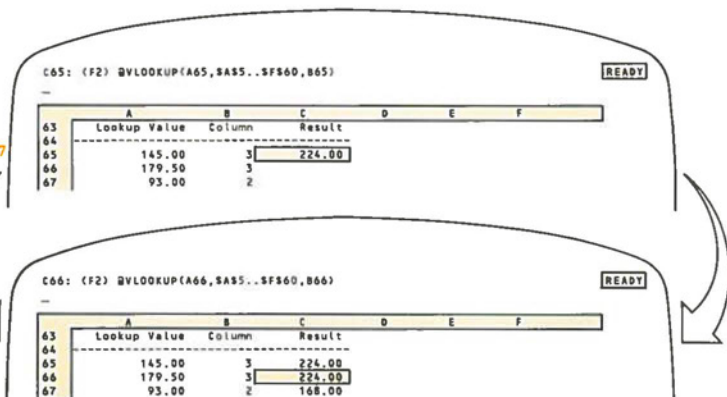 C65: (F2) @VLOOKUP(A65,$A$5..$F$60,B65) READY
A B C D E F
63 Lookup Value Column Result
64 ------------------------------------
7
65 145.00 3 224.00
66 179.50 3
67 93.00 2
C66: (F2) @VLOOKUP(A66,$A$5..$F$60,B66) READY
A B C D E F
63 Lookup Value Column Result
64 ------------------------------------
65 145.00 3 224.00
66 179.50 3 224.00
67 93.00 2 168.00